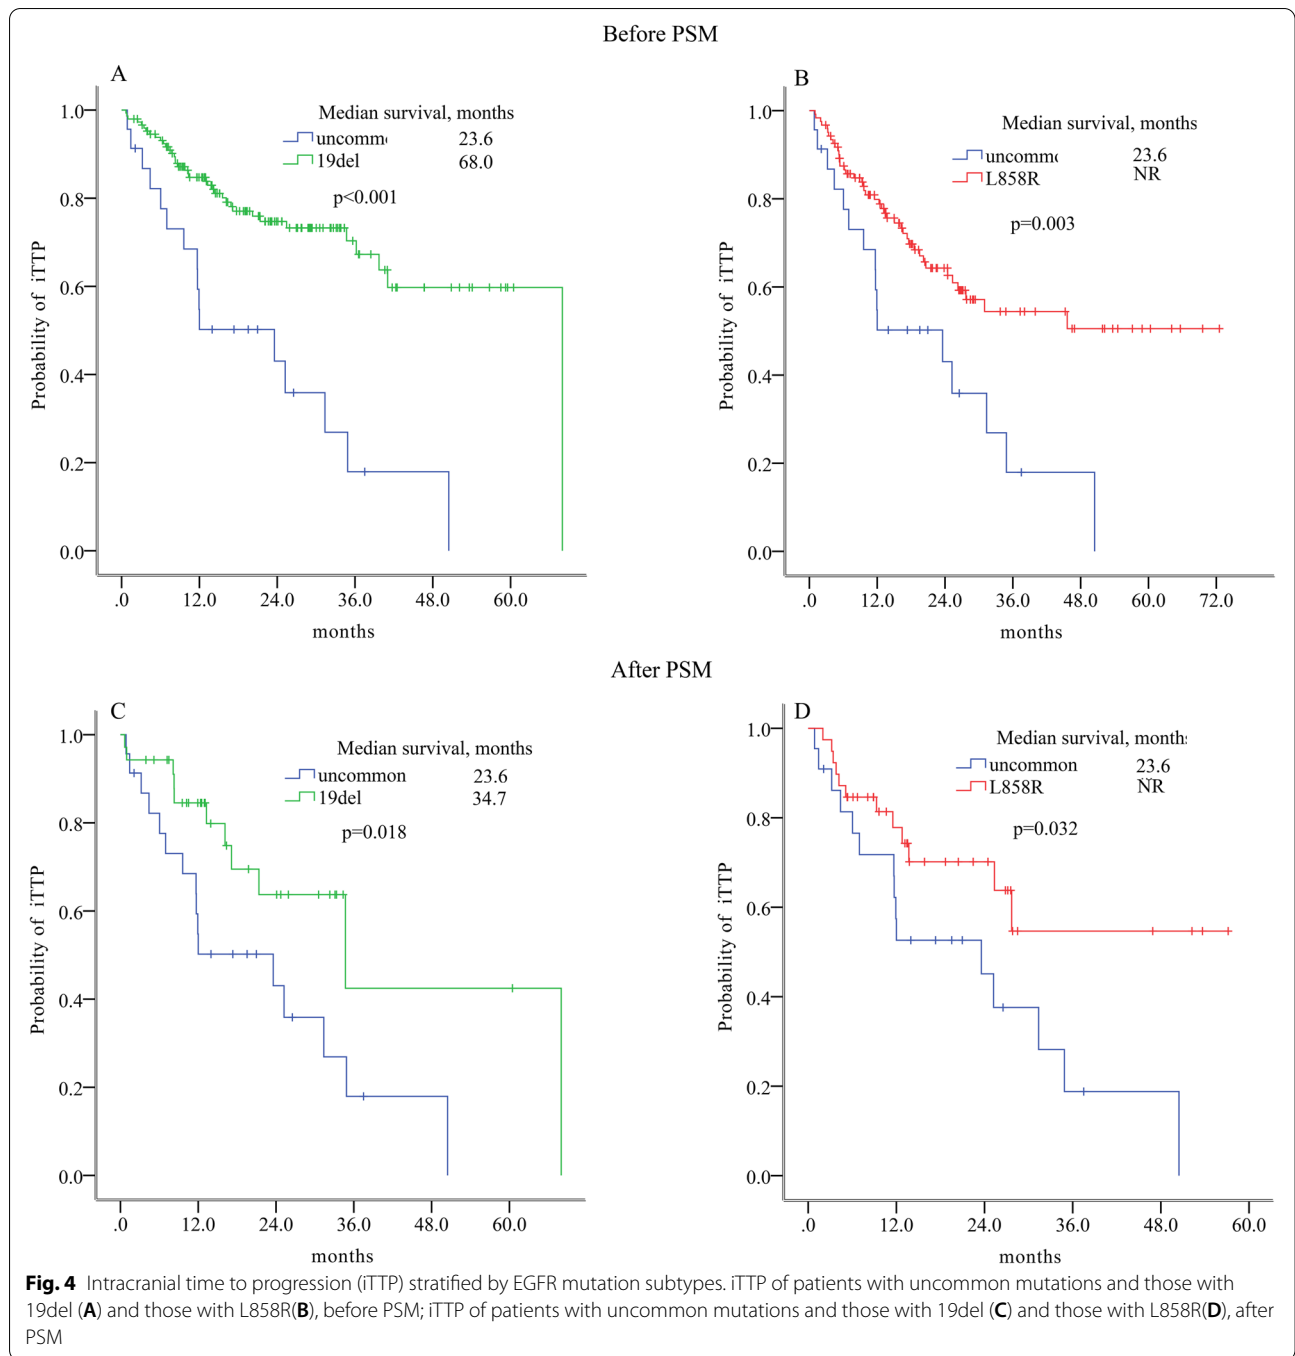 Before PSM
A
Median survival, months
uncomm 23.6
19del 68.0
p<0.001
1.0
0.8
0.6
0.4
0.2
0.0
Probability of iTTP
.0 12.0 24.0 36.0 48.0 60.0
months
B
Median survival, months
uncomm 23.6
L858R NR
p=0.003
1.0
0.8
0.6
0.4
0.2
0.0
Probability of iTTP
.0 12.0 24.0 36.0 48.0 60.0 72.0
months
After PSM
C
Median survival, months
uncommon 23.6
19del 34.7
p=0.018
1.0
0.8
0.6
0.4
0.2
0.0
Probability of iTTP
.0 12.0 24.0 36.0 48.0 60.0
months
D
Median survival, month
uncommon 23.6
L858R NR
p=0.032
1.0
0.8
0.6
0.4
0.2
0.0
Probability of iTTP
.0 12.0 24.0 36.0 48.0 60.0
months
Fig. 4 Intracranial time to progression (iTTP) stratified by EGFR mutation subtypes. iTTP of patients with uncommon mutations and those with
19del (A) and those with L858R(B), before PSM; iTTP of patients with uncommon mutations and those with 19del (C) and those with L858R(D), after
PSM